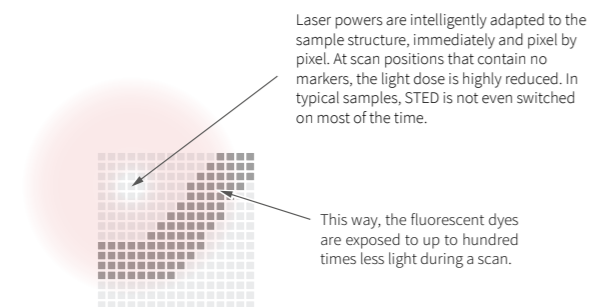 Laser powers are intelligently adapted to the
sample structure, immediately and pixel by
pixel. At scan positions that contain no
markers, the light dose is highly reduced. In
typical samples, STED is not even switched
on most of the time.
This way, the fluorescent dyes
are exposed to up to hundred
times less light during a scan.